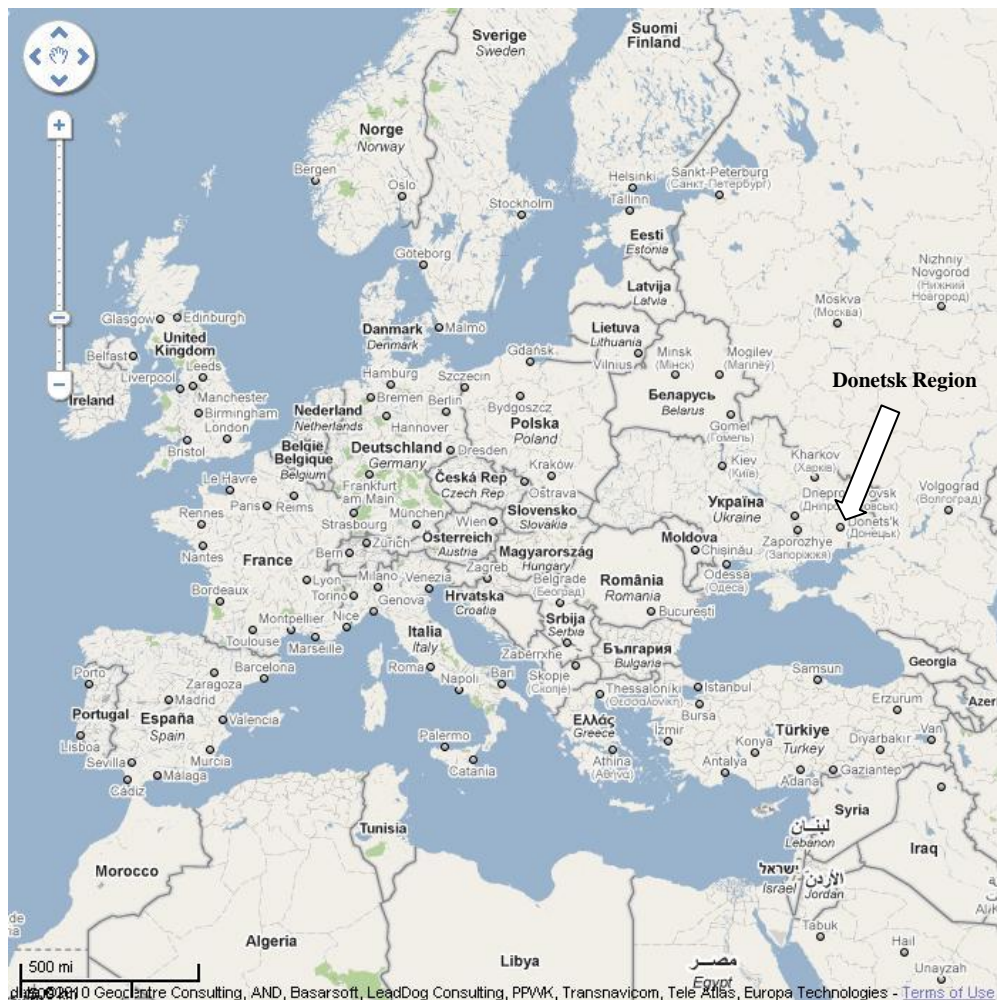 Sverige
Sweden
Suomi
Finland
Norge
Norway
Bergen
Oslo
Helsinki
Sankt-Peterburg
(Санкт-Петербург)
Tallinn
Stockholm
Eesti
Estonia
Göteborg
Nizhniy
Novgorod
(Нижний
Новгород)
Latvija
Latvia
Moskva
(Москва)
Glasgow
Edinburgh
United
Kingdom
Danmark
Denmark
Malmö
Lietuva
Lithuania
Belfast
Leeds
Gdańsk
Vilnius
Minsk
(Мінск)
Mogilev
Liverpool
Hamburg
Szczecin
Donetsk Region
Ireland
Manchester
Bremen
Berlin
Bydgoszcz
Беларусь
Belarus
Birmingham
Nederland
Netherlands
Hannover
Polska
Poland
London
Gomel
(Гомель)
Bristol
België
Belgique
Belgium
Deutschland
Germany
Dresden
Kraków
Kiev
(Київ)
Kharkov
(Харків)
Le Havre
Frankfurt
am Main
Česká Rep
Czech Rep
Ostrava
Volgograd
(Волгоград)
Paris
Reims
Україна
Ukraine
Rennes
Strasbourg
München
Wien
Slovensko
Slovakia
Donets'k
(Донецьк)
Nantes
France
Bern
Zürich
Österreich
Austria
Magyarország
Hungary
Moldova
Chişinău
Zaporozhye
(Запоріжжя)
Lyon
Milano
Venezia
Zagreb
Belgrade
(Београд)
România
Romania
Odessa
(Одеса)
Bordeaux
Torino
Genova
Hrvatska
Croatia
București
Montpellier
Nice
Italia
Italy
Srbija
Serbia
Toulouse
Marseille
Zaberrxhe
България
Bulgaria
Porto
Barcelona
Roma
Skopje
(Скопје)
Samsun
Georgia
Zaragoza
Napoli
Bari
Thessaloníki
(Θεσσαλονίκη)
Istanbul
Erzurum
Azer
Madrid
Bursa
Portugal
España
Spain
Valencia
Ελλάς
Greece
İzmir
Türkiye
Turkey
Van
Lisboa
Palermo
Konya
Diyarbakır
Sevilla
Murcia
Athina
(Αθήνα)
Antalya
Málaga
Catania
Adana
Gaziantep
Cádiz
Syria
Tunisia
لبنــان
Lebanon
Iraq
Morocco
ישראל
Israel
الأردن
Jordan
Tabuk
Algeria
Hail
Libya
مصــر
Egypt
Unayzah
500 mi
Geocentre Consulting, AND, Basarsoft, LeadDog Consulting, PPWK, Transnavicom, Tele Atlas, Europa Technologies - Terms of Use